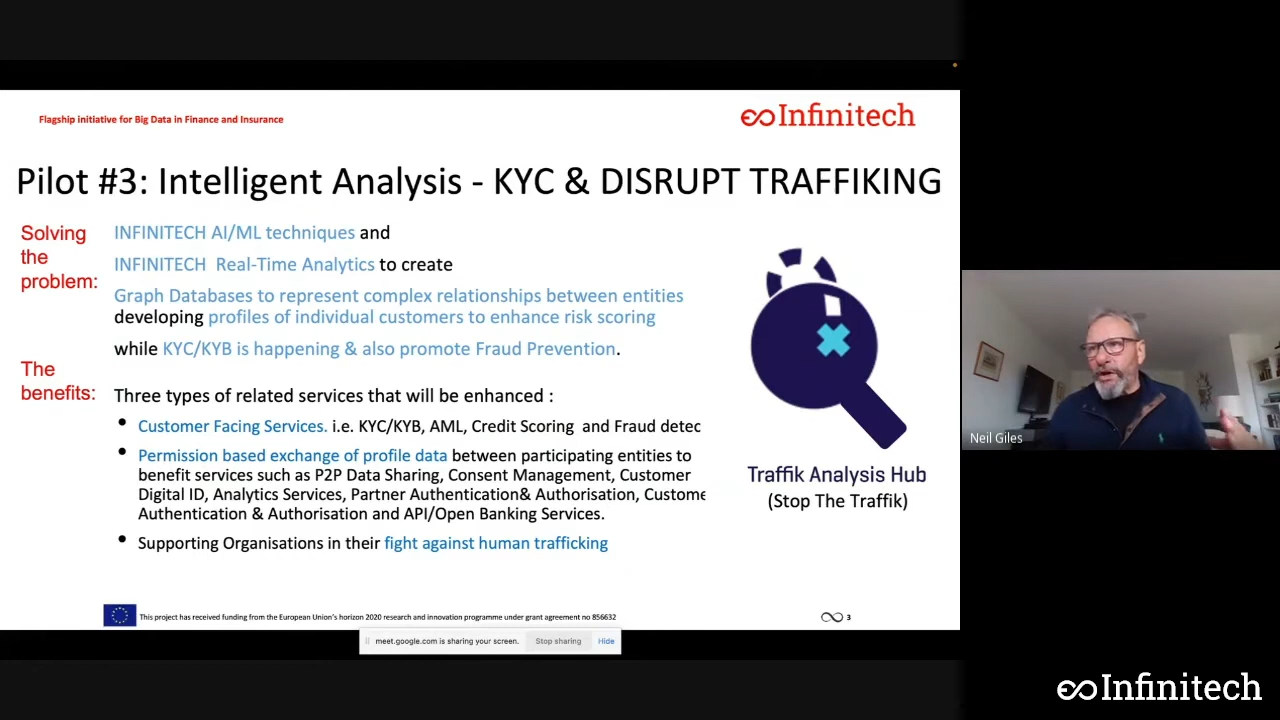 Flagship initiative for Big Data in Finance and Insurance
Infinitech
Pilot #3: Intelligent Analysis - KYC & DISRUPT TRAFFIKING
Solving
the
problem:
INFINITECH AI/ML techniques and
INFINITECH Real-Time Analytics to create
Graph Databases to represent complex relationships between entities
developing profiles of individual customers to enhance risk scoring
while KYC/KYB is happening & also promote Fraud Prevention.
The
benefits:
Three types of related services that will be enhanced :
• Customer Facing Services. i.e. KYC/KYB, AML, Credit Scoring and Fraud detec
• Permission based exchange of profile data between participating entities to
benefit services such as P2P Data Sharing, Consent Management, Customer
Digital ID, Analytics Services, Partner Authentication& Authorisation, Custome
Authentication & Authorisation and API/Open Banking Services.
• Supporting Organisations in their fight against human trafficking
Traffik Analysis Hub
(Stop The Traffik)
Neil Giles
This project has received funding from the European Union's horizon 2020 research and innovation programme under grant agreement no 856632
3
meet.google.com is sharing your screen.
Stop sharing
Hide
Infinitech